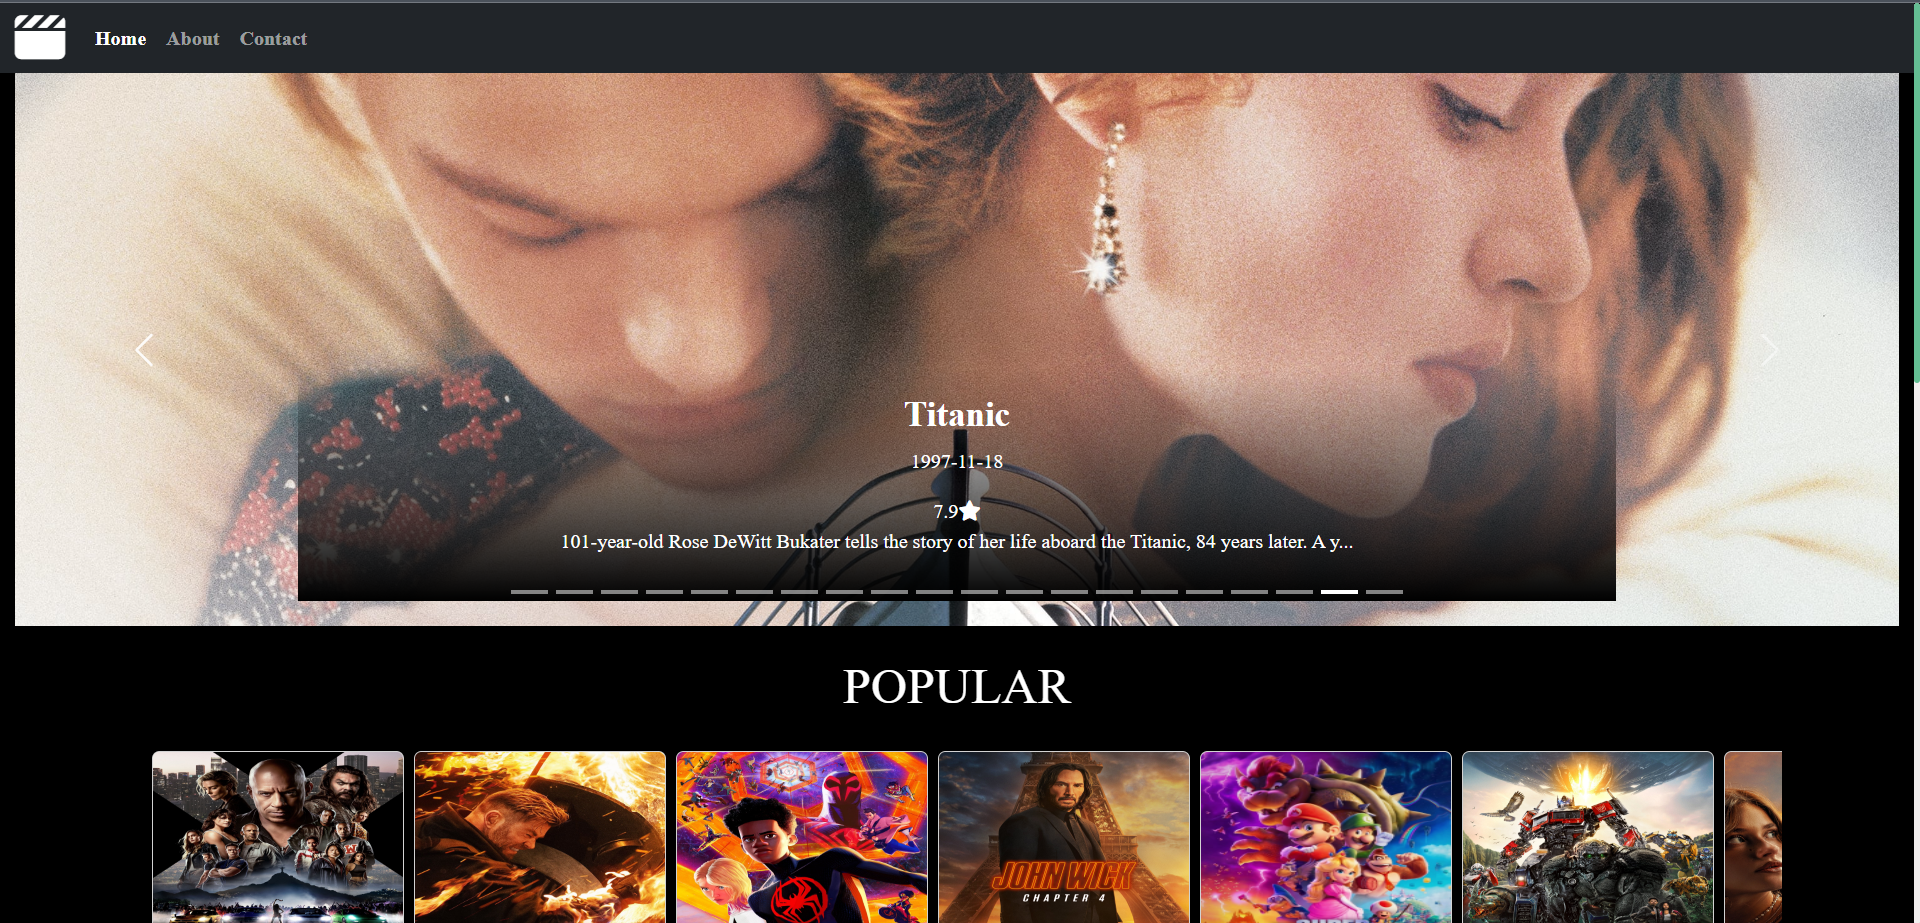 Home About Contact
Titanic
1997-11-18
7.9
101-year-old Rose DeWitt Bukater tells the story of her life aboard the Titanic, 84 years later. A y...
POPULAR
JOHN WICK
CHAPTER 4